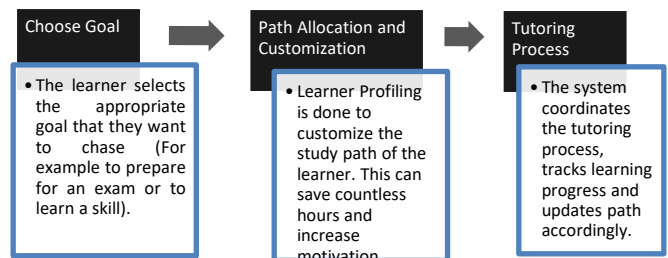 Choose Goal
• The learner selects
the appropriate
goal that they want
to chase (For
example to prepare
for an exam or to
learn a skill).
Path Allocation and
Customization
• Learner Profiling
is done to
customize the
study path of the
learner. This can
save countless
hours and
increase
motivation
Tutoring
Process
• The system
coordinates
the tutoring
process,
tracks learning
progress and
updates path
accordingly.